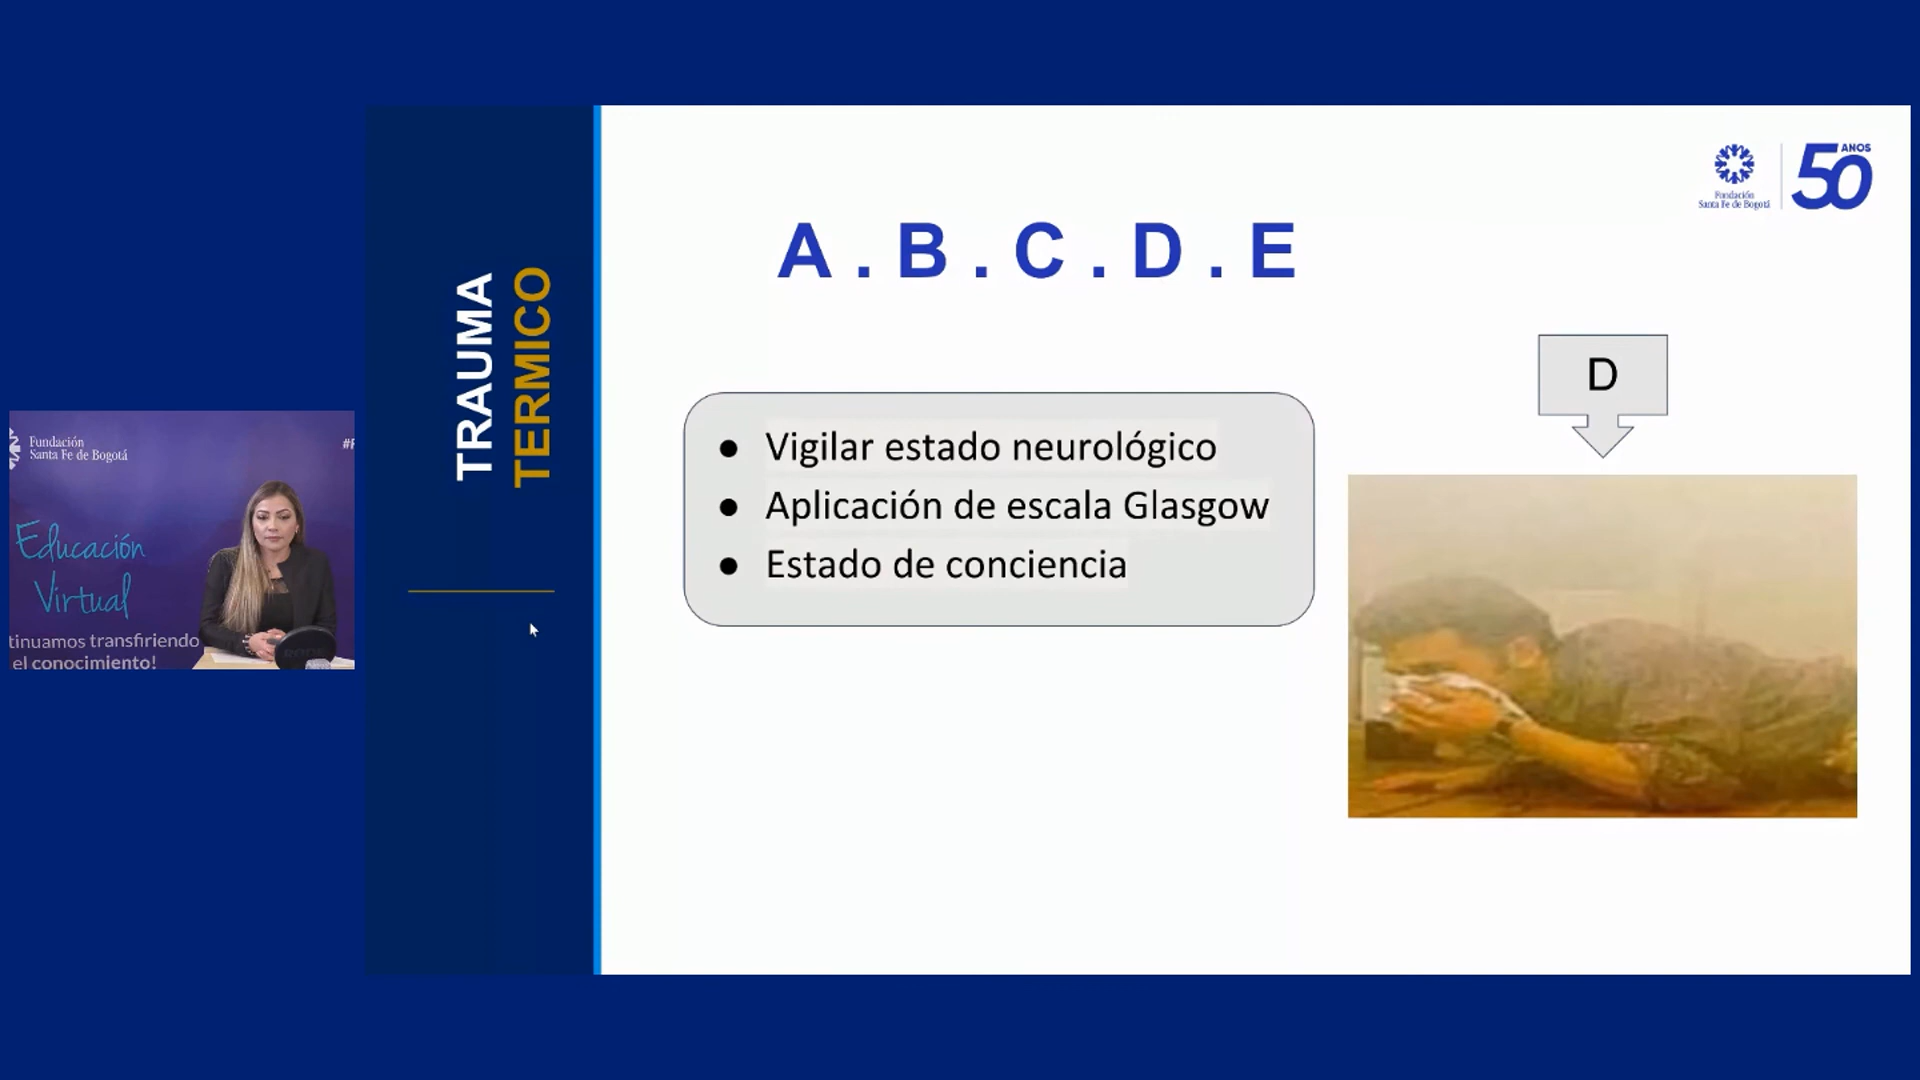 Fundación
Santa Fe de Bogotá
#F
Educación
Virtual
tinuamos transfiriendo
el conocimiento!
TRAUMA
TERMICO
Fundación
Santa Fe de Bogotá
50
AÑOS
A . B . C . D . E
D
● Vigilar estado neurológico
● Aplicación de escala Glasgow
● Estado de conciencia